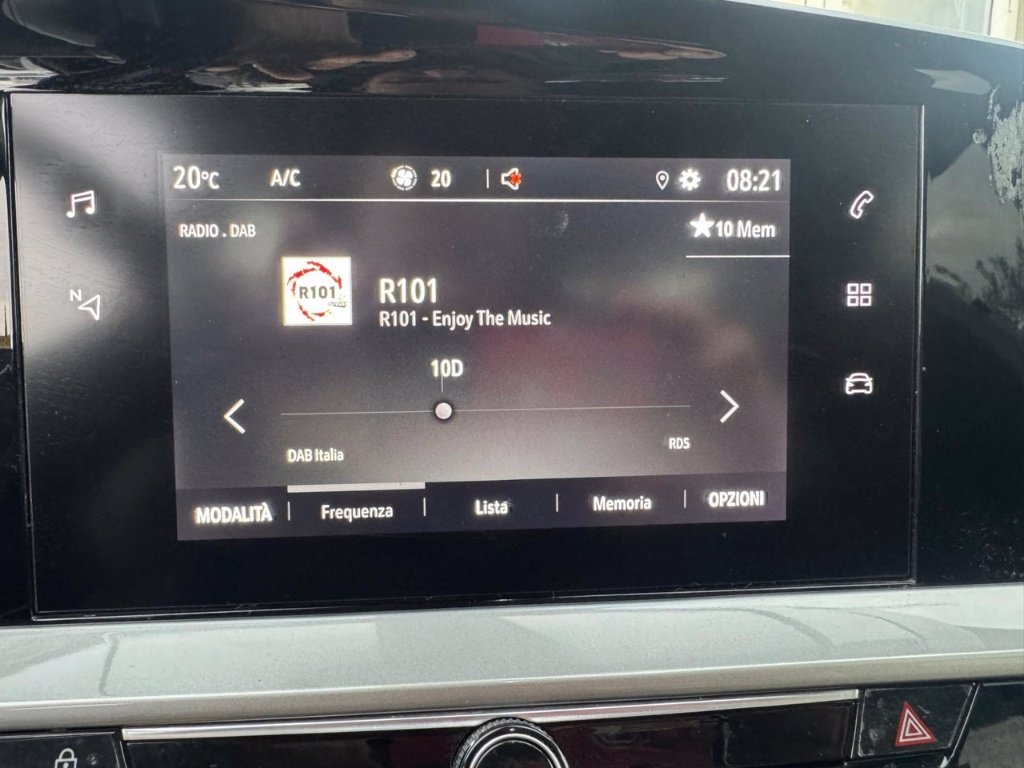 20°C A/C 20 08:21
RADIO . DAB 10 Mem
R101
R101
R101 - Enjoy The Music
10D
N
DAB Italia RDS
MODALITÀ Frequenza Lista Memoria OPZIONI